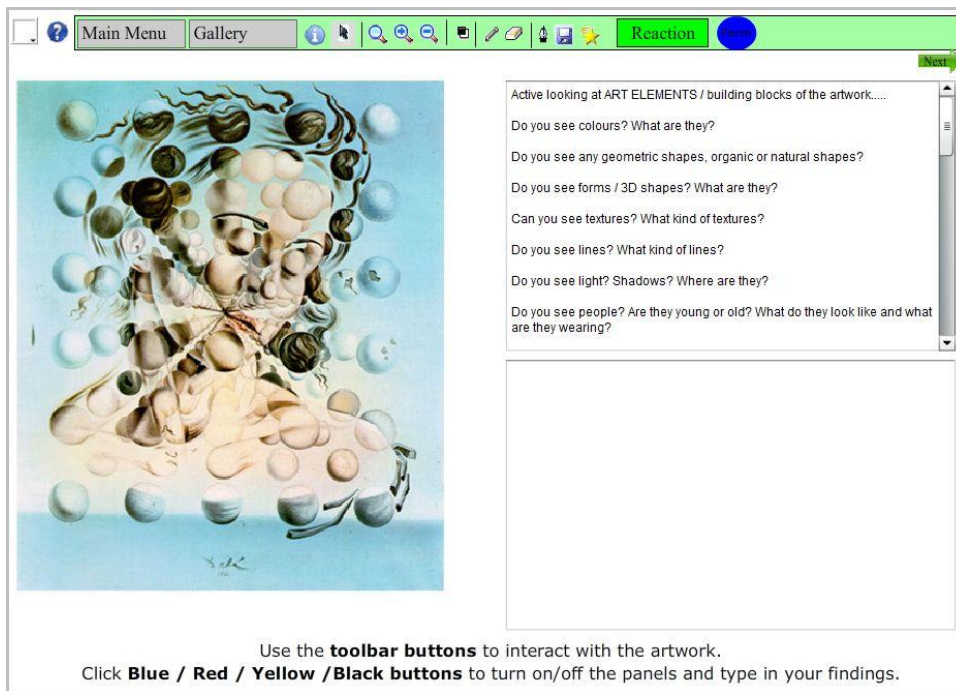 Main Menu
Gallery
Reaction
Next
Active looking at ART ELEMENTS / building blocks of the artwork.....
Do you see colours? What are they?
Do you see any geometric shapes, organic or natural shapes?
Do you see forms / 3D shapes? What are they?
Can you see textures? What kind of textures?
Do you see lines? What kind of lines?
Do you see light? Shadows? Where are they?
Do you see people? Are they young or old? What do they look like and what
are they wearing?
Dalí
Use the toolbar buttons to interact with the artwork.
Click Blue / Red / Yellow /Black buttons to turn on/off the panels and type in your findings.